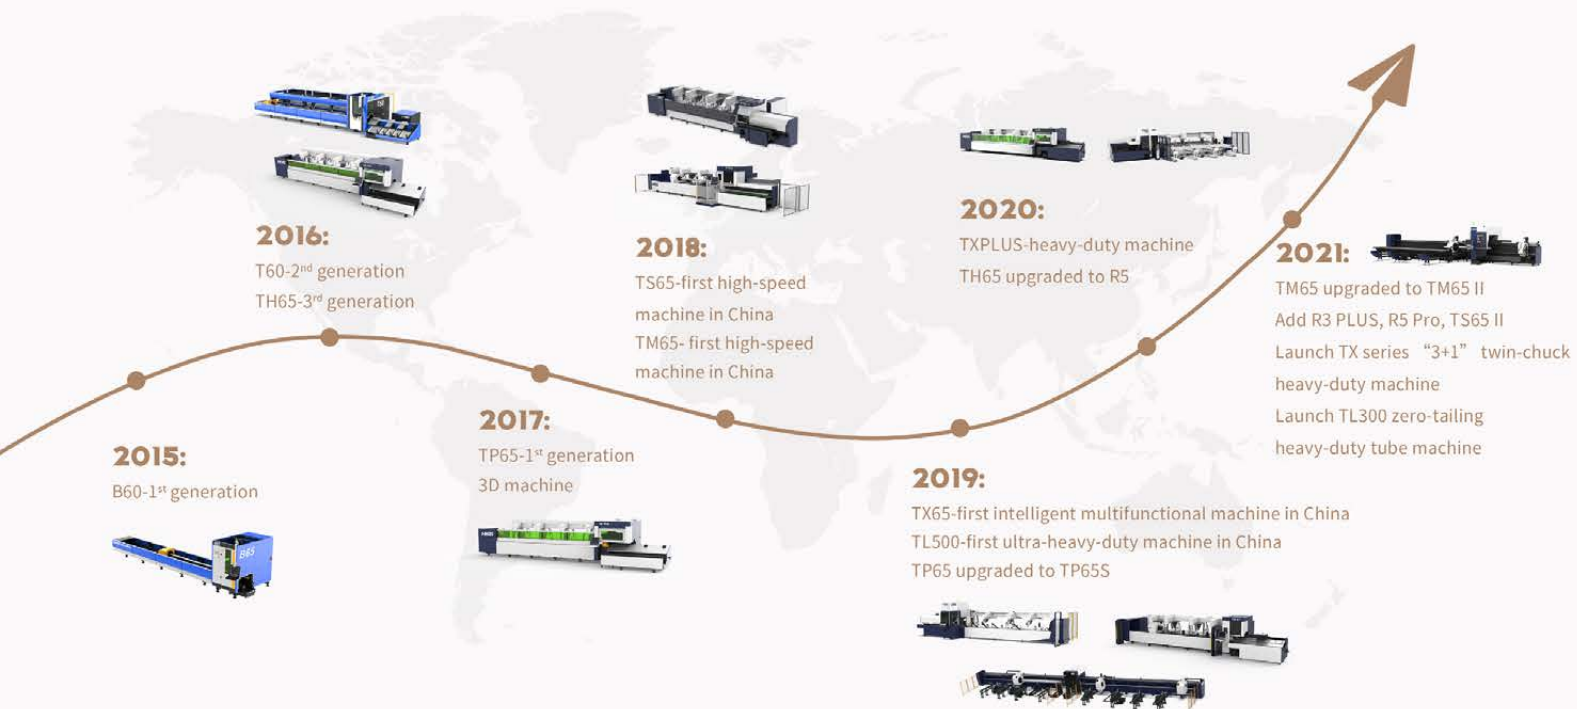 2015:
B60-1st generation
B65
2016:
T60-2nd generation
TH65-3rd generation
2017:
TP65-1st generation
3D machine
2018:
TS65-first high-speed
machine in China
TM65- first high-speed
machine in China
2019:
TX65-first intelligent multifunctional machine in China
TL500-first ultra-heavy-duty machine in China
TP65 upgraded to TP65S
2020:
TXPLUS-heavy-duty machine
TH65 upgraded to R5
2021:
TM65 upgraded to TM65 II
Add R3 PLUS, R5 Pro, TS65 II
Launch TX series “3+1” twin-chuck
heavy-duty machine
Launch TL300 zero-tailing
heavy-duty tube machine